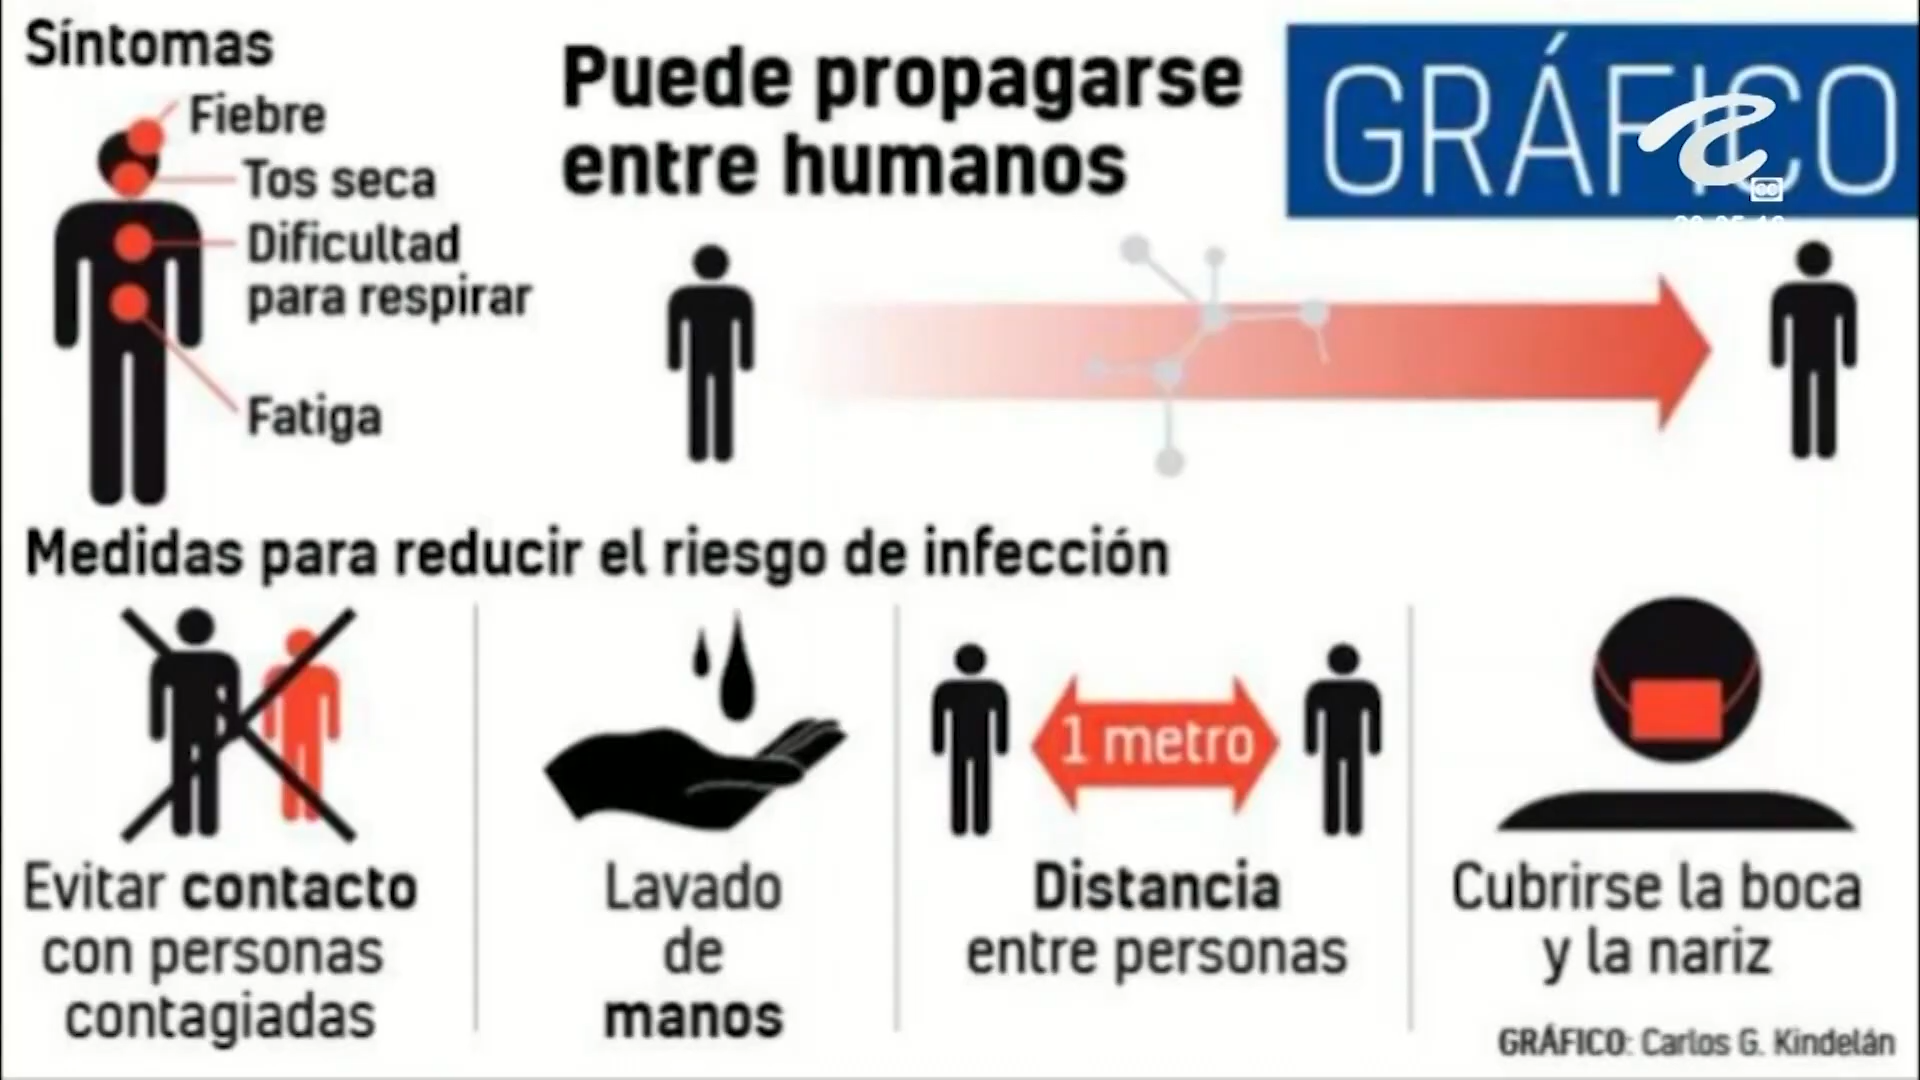 Síntomas
Fiebre
Tos seca
Dificultad
para respirar
Fatiga
Puede propagarse
entre humanos
GRÁFICO
Medidas para reducir el riesgo de infección
Evitar contacto
con personas
contagiadas
Lavado
de
manos
1 metro
Distancia
entre personas
Cubrirse la boca
y la nariz
GRÁFICO: Carlos G. Kindelán